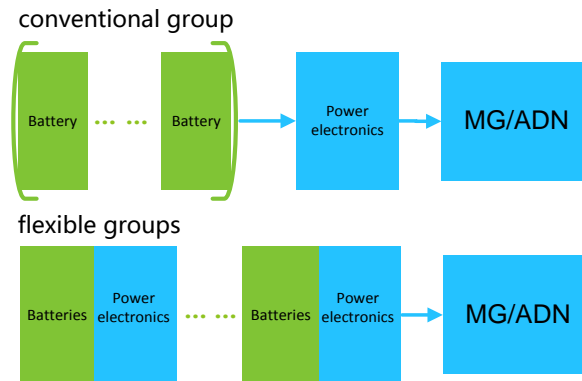 conventional group
Battery ... ... Battery
Power
electronics
MG/ADN
flexible groups
Batteries
Power
electronics
... ...
Batteries
Power
electronics
MG/ADN